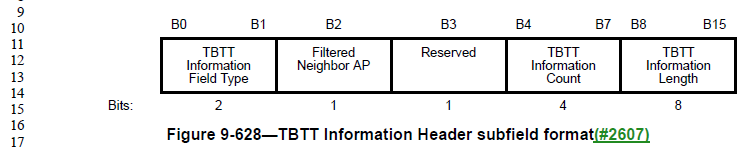 9
10 B0 B1 B2 B3 B4 B7 B8 B15
11 TBTT Filtered Reserved TBTT TBTT
12 Information Neighbor AP Information Information
13 Field Type Count Length
14
15 Bits: 2 1 1 4 8
16
17 Figure 9-628—TBTT Information Header subfield format(#2607)